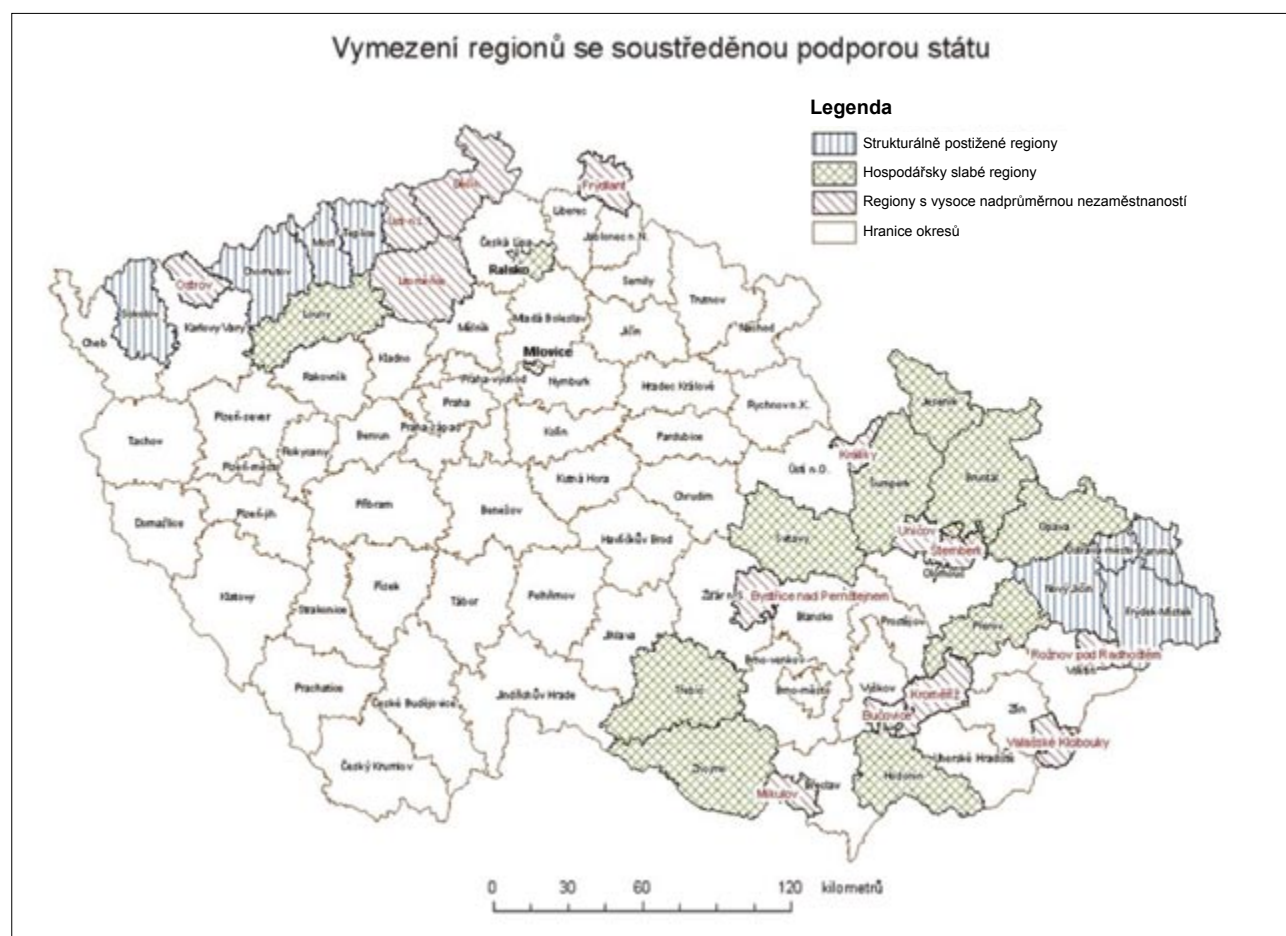 Vymezení regionů se soustředěnou podporou státu
Legenda
Strukturálně postižené regiony
Hospodářsky slabé regiony
Regiony s vysoce nadprůměrnou nezaměstnaností
Hranice okresů
Děčín
Frýdlant
Ústí n L
Liberec
Teplice
Most
Jablonec n. N.
Česká Lípa
Ralsko
Chomutov
Litoměřice
Ostrov
Semily
Trutnov
Sokolov
Louny
Karlovy Vary
Mělník
Mladá Boleslav
Jičín
Náchod
Cheb
Kladno
Milovice
Rakovník
Praha-východ
Nymburk
Hradec Králové
Praha
Rychnov n.K.
Jeseník
Plzeň-sever
Tachov
Beroun
Praha-západ
Kolín
Pardubice
Rokycany
Králíky
Plzeň-město
Ústí n.O.
Kutná Hora
Šumperk
Bruntál
Chrudim
Příbram
Benešov
Domažlice
Plzeň-jih
Opava
Uničov
Havlíčkův Brod
Svitavy
Šternberk
Ostrava-město
Karviná
Olomouc
Klatovy
Písek
Tábor
Pelhřimov
Žďár n.S.
Bystřice nad Pernštejnem
Nový Jičín
Frýdek-Místek
Strakonice
Blansko
Prostějov
Přerov
Jihlava
Rožnov pod Radhoštěm
Vsetín
Brno-venkov
Prachatice
České Budějovice
Jindřichův Hradec
Třebíč
Brno-město
Vyškov
Kroměříž
Bučovice
Zlín
Valašské Klobouky
Český Krumlov
Znojmo
Hodonín
Uherské Hradiště
Mikulov
Břeclav
0 30 60 120 kilometrů